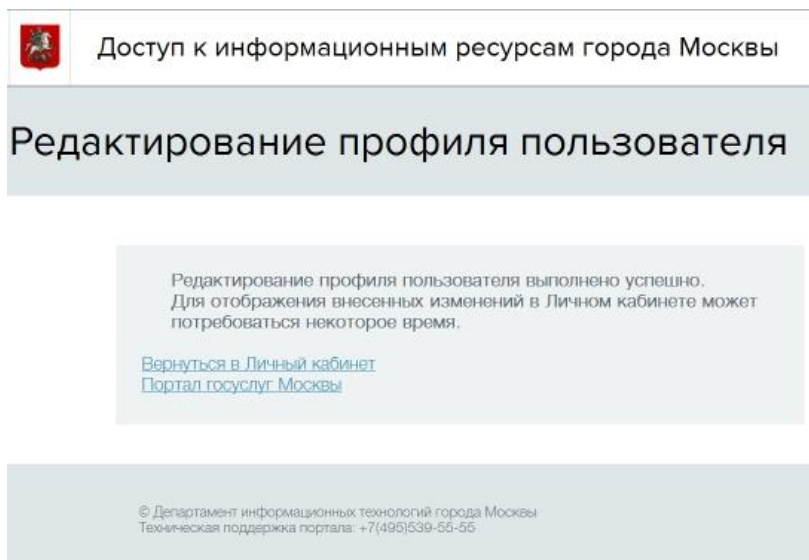 Доступ к информационным ресурсам города Москвы
Редактирование профиля пользователя
Редактирование профиля пользователя выполнено успешно.
Для отображения внесенных изменений в Личном кабинете может
потребоваться некоторое время.
Вернуться в Личный кабинет
Портал госуслуг Москвы
© Департамент информационных технологий города Москвы
Техническая поддержка портала: +7(495)539-55-55